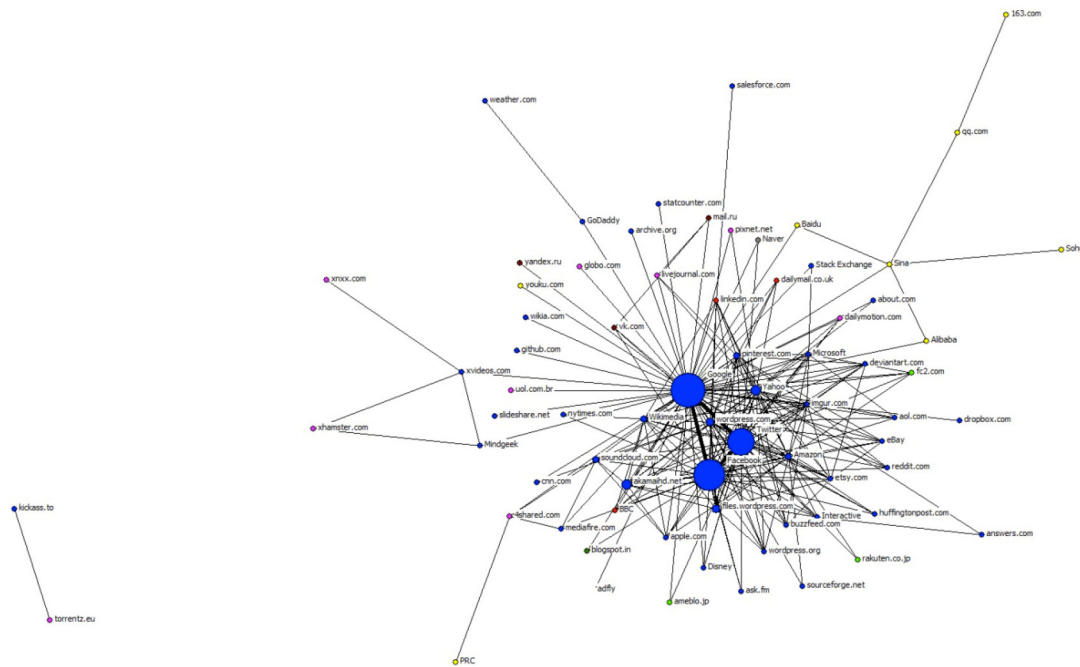 163.com
salesforce.com
weather.com
qq.com
statcounter.com
mail.ru
GoDaddy
archive.org
pixnet.net
Baidu
Naver
Soh
yandex.ru
globo.com
livejournal.com
Stack Exchange
Sina
xnxx.com
youku.com
dailymail.co.uk
linkedin.com
about.com
wikia.com
vk.com
dailymotion.com
github.com
pinterest.com
Microsoft
Alibaba
xvideos.com
Google
deviantart.com
fc2.com
uol.com.br
Yahoo
imgur.com
slideshare.net
nytimes.com
Wikimedia
wordpress.com
aol.com
dropbox.com
xhamster.com
Twitter
Mindgeek
eBay
soundcloud.com
Facebook
Amazon
reddit.com
cnn.com
akamaihd.net
etsy.com
kickass.to
4shared.com
BBC
files.wordpress.com
Interactive
huffingtonpost.com
mediafire.com
buzzfeed.com
apple.com
answers.com
blogspot.in
wordpress.org
rakuten.co.jp
Disney
adfly
ask.fm
sourceforge.net
ameblo.jp
torrentz.eu
PRC